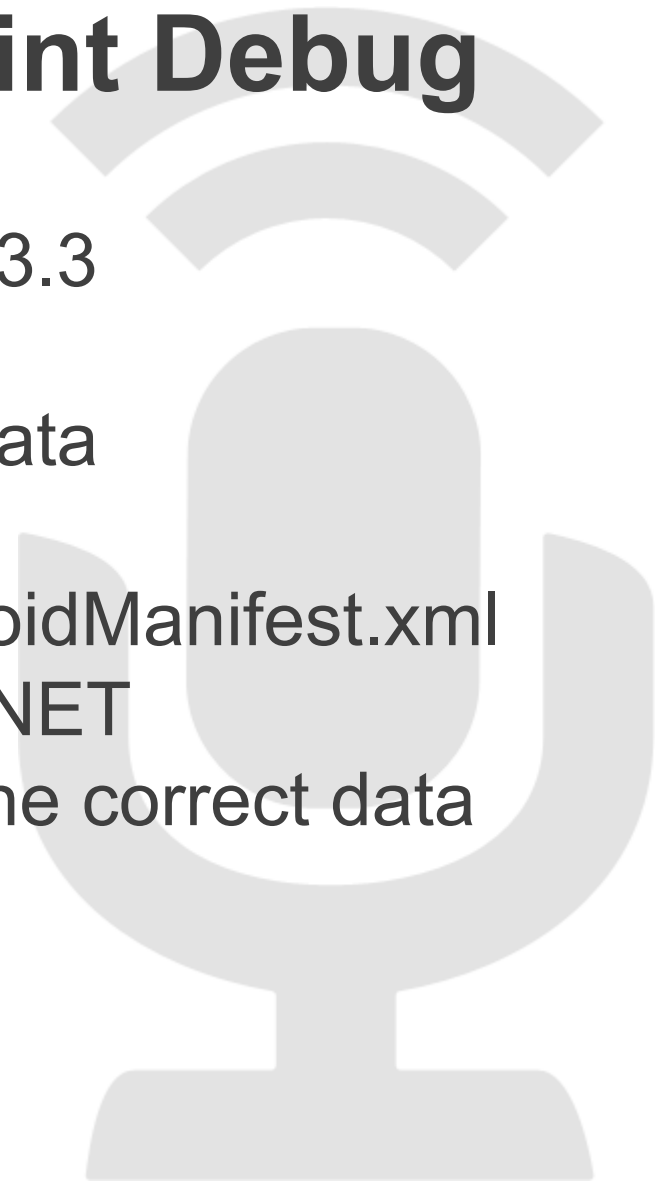 int Debug
3.3
ata
oidManifest.xml
NET
ne correct data